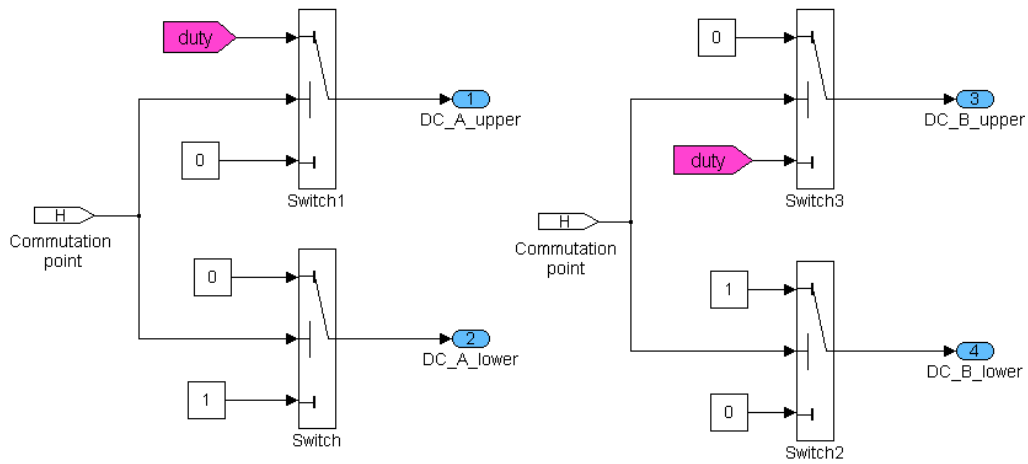 duty
1
DC_A_upper
0
Switch1
H
Commutation
point
0
2
DC_A_lower
1
Switch
0
3
DC_B_upper
duty
Switch3
H
Commutation
point
1
4
DC_B_lower
0
Switch2